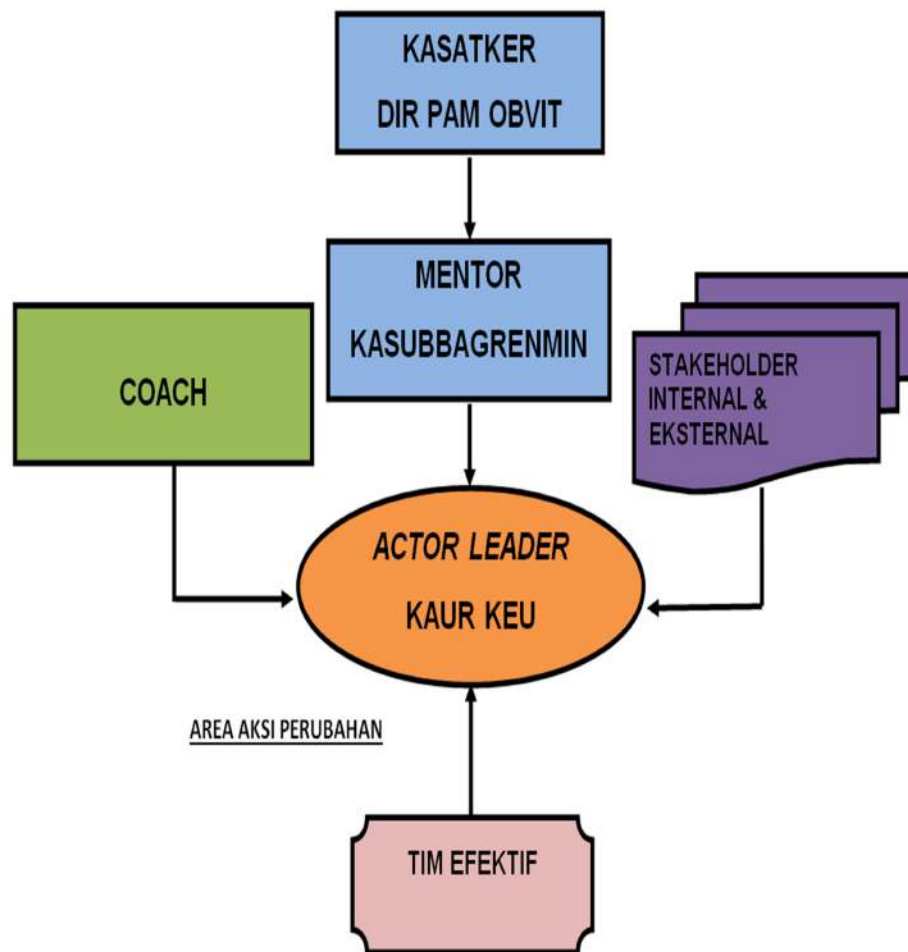 KASATKER
DIR PAM OBVIT
MENTOR
KASUBBAGRENMIN
COACH
STAKEHOLDER
INTERNAL &
EKSTERNAL
ACTOR LEADER
KAUR KEU
AREA AKSI PERUBAHAN
TIM EFEKTIF